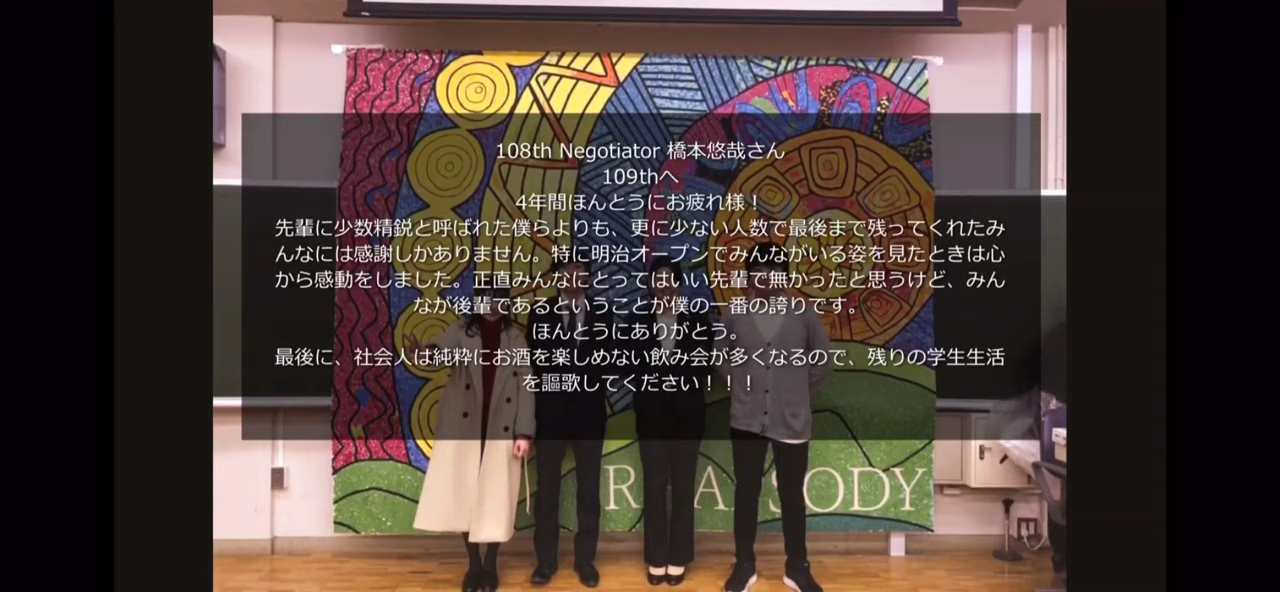 108th Negotiator 橋本悠哉さん
109thへ
4年間ほんとうにお疲れ様！
先輩に少数精鋭と呼ばれた僕らよりも、更に少ない人数で最後まで残ってくれたみ
んなには感謝しかありません。特に明治オープンでみんながいる姿を見たときは心
から感動をしました。正直みんなにとってはいい先輩で無かったと思うけど、みん
なが後輩であるということが僕の一番の誇りです。
ほんとうにありがとう。
最後に、社会人は純粋にお酒を楽しめない飲み会が多くなるので、残りの学生生活
を謳歌してください！！！
SODY